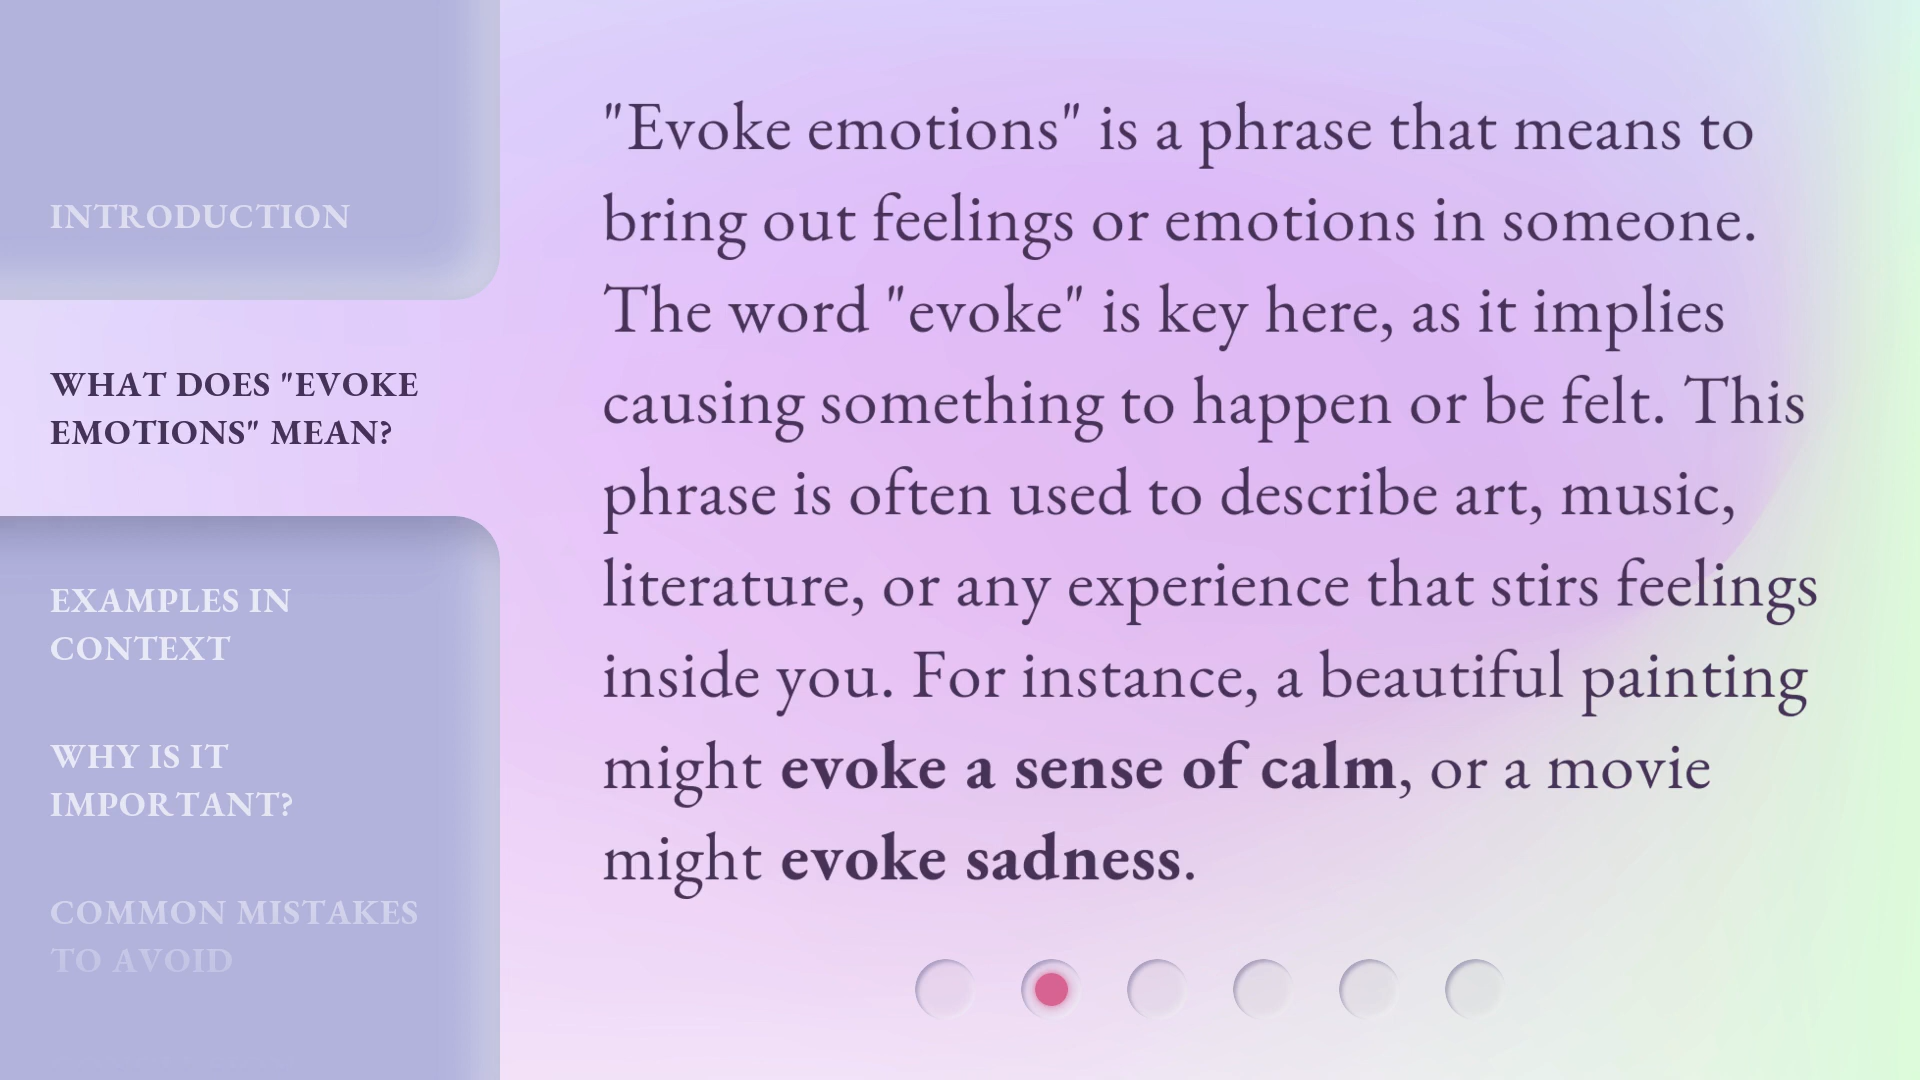 INTRODUCTION
WHAT DOES "EVOKE
EMOTIONS" MEAN?
EXAMPLES IN
CONTEXT
WHY IS IT
IMPORTANT?
COMMON MISTAKES
TO AVOID
"Evoke emotions" is a phrase that means to
bring out feelings or emotions in someone.
The word "evoke" is key here, as it implies
causing something to happen or be felt. This
phrase is often used to describe art, music,
literature, or any experience that stirs feelings
inside you. For instance, a beautiful painting
might evoke a sense of calm, or a movie
might evoke sadness.